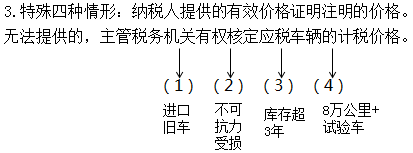 3.特殊四种情形：纳税人提供的有效价格证明注明的价格。
无法提供的，主管税务机关有权核定应税车辆的计税价格。
（1） （2） （3） （4）
进口
旧车
不可
抗力
受损
库存超
3年
8万公里+
试验车